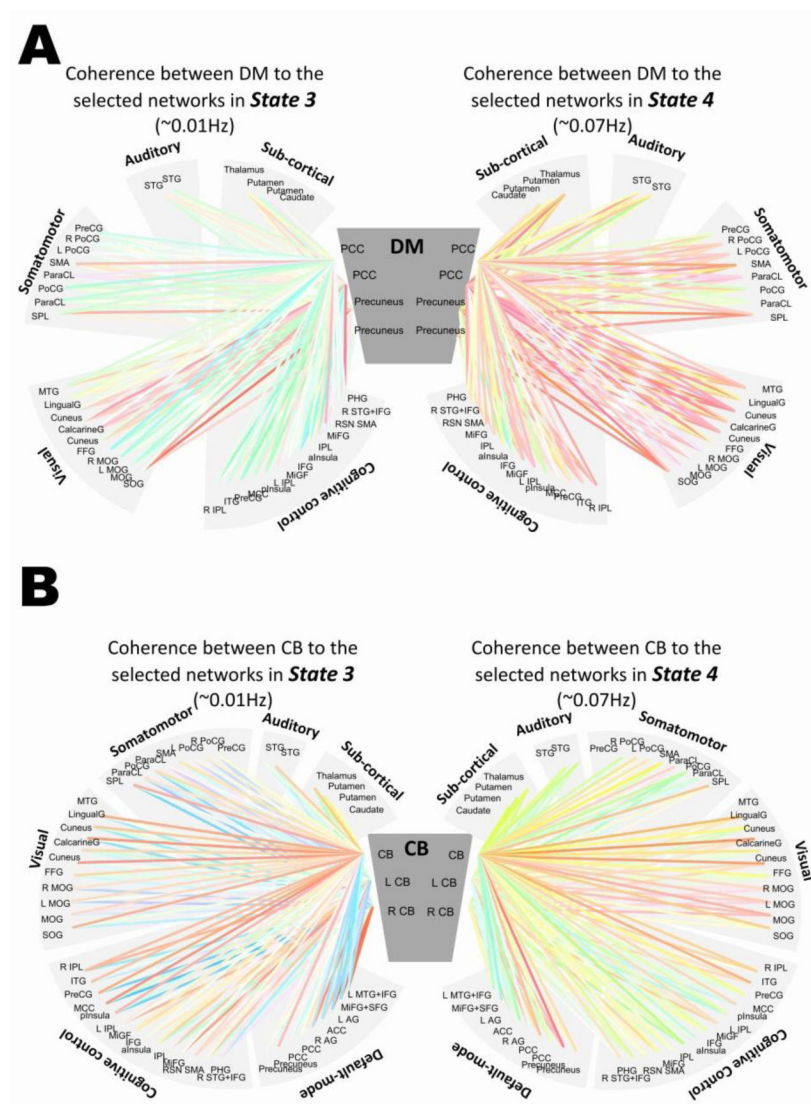 A
Coherence between DM to the
selected networks in State 3
(~0.01Hz)
Auditory
STG
STG
Sub-cortical
Thalamus
Putamen
Putamen
Caudate
Somatomotor
PreCG
R PoCG
L PoCG
SMA
ParaCL
PoCG
ParaCL
SPL
Visual
MTG
LingualG
Cuneus
CalcarineG
Cuneus
FFG
R MOG
L MOG
MOG
SOG
Cognitive control
PHG
R STG+IFG
RSN SMA
MiFG
IPL
aInsula
IFG
MiGF
L IPL
pInsula
MCC
PreCG
ITG
R IPL
DM
PCC
PCC
PCC
PCC
Precuneus
Precuneus
Precuneus
Precuneus
Coherence between DM to the
selected networks in State 4
(~0.07Hz)
Sub-cortical
Thalamus
Putamen
Putamen
Caudate
Auditory
STG
STG
Somatomotor
PreCG
R PoCG
L PoCG
SMA
ParaCL
PoCG
ParaCL
SPL
Visual
MTG
LingualG
Cuneus
CalcarineG
Cuneus
FFG
R MOG
L MOG
MOG
SOG
Cognitive control
PHG
R STG+IFG
RSN SMA
MiFG
IPL
aInsula
IFG
MiGF
L IPL
pInsula
MCC
PreCG
ITG
R IPL
B
Coherence between CB to the
selected networks in State 3
(~0.01Hz)
Somatomotor
PreCG
R PoCG
L PoCG
SMA
ParaCL
PoCG
ParaCL
SPL
Auditory
STG
STG
Sub-cortical
Thalamus
Putamen
Putamen
Caudate
Visual
MTG
LingualG
Cuneus
CalcarineG
Cuneus
FFG
R MOG
L MOG
MOG
SOG
Cognitive control
R IPL
ITG
PreCG
MCC
pInsula
L IPL
MiGF
IFG
aInsula
IPL
MiFG
RSN SMA
R STG+IFG
PHG
Default-mode
L MTG+IFG
MiFG+SFG
L AG
ACC
R AG
PCC
PCC
Precuneus
Precuneus
CB
CB
CB
L CB
L CB
R CB
R CB
Coherence between CB to the
selected networks in State 4
(~0.07Hz)
Sub-cortical
Thalamus
Putamen
Putamen
Caudate
Auditory
STG
STG
Somatomotor
PreCG
R PoCG
L PoCG
SMA
ParaCL
PoCG
ParaCL
SPL
Visual
MTG
LingualG
Cuneus
CalcarineG
Cuneus
FFG
R MOG
L MOG
MOG
SOG
Cognitive Control
R IPL
ITG
PreCG
MCC
pInsula
L IPL
MiGF
IFG
aInsula
IPL
MiFG
RSN SMA
R STG+IFG
PHG
Default-mode
L MTG+IFG
MiFG+SFG
L AG
ACC
R AG
PCC
PCC
Precuneus
Precuneus